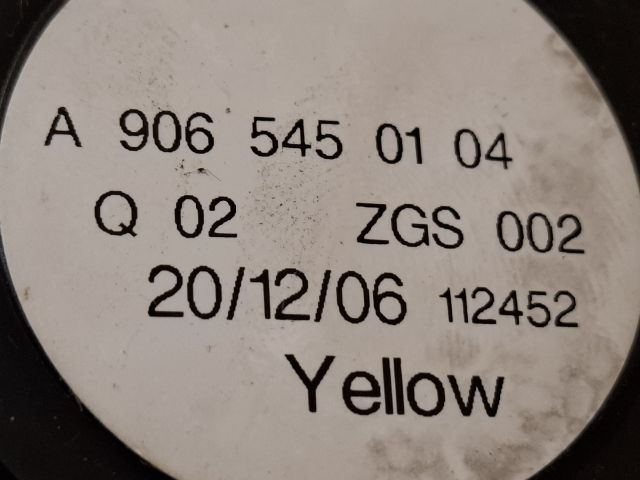 A 906 545 01 04
Q 02 ZGS 002
20/12/06 112452
Yellow